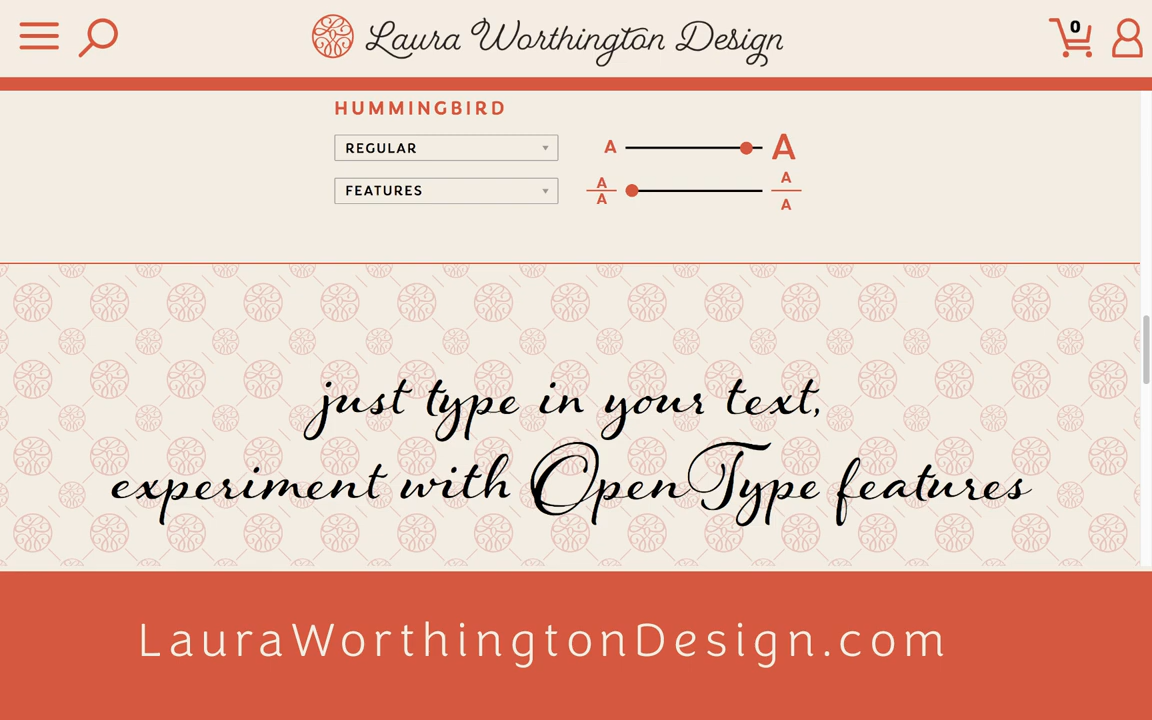 Laura Worthington Design
0
HUMMINGBIRD
REGULAR
A A
FEATURES
A A
A A
just type in your text,
experiment with OpenType features
LauraWorthingtonDesign.com